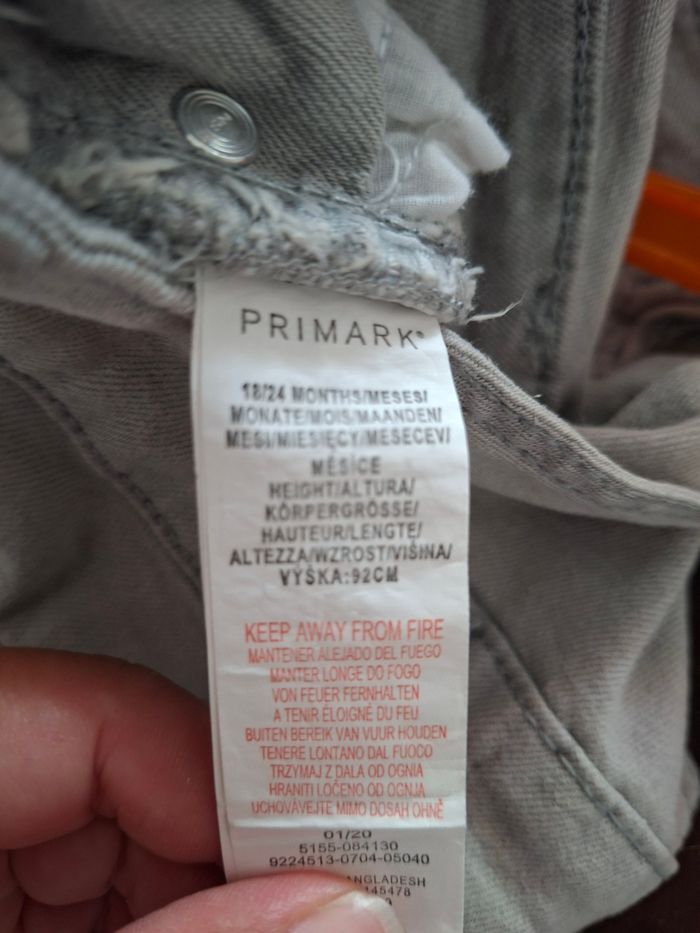 PRIMARK®
18/24 MONTHS/MESES/
MONATE/MOIS/MAANDEN/
MESI/MIESIĘCY/MESECEV/
MĚSÍCE
HEIGHT/ALTURA/
KÖRPERGRÖSSE/
HAUTEUR/LENGTE/
ALTEZZA/WZROST/VIŠINA/
VÝŠKA:92CM
KEEP AWAY FROM FIRE
MANTENER ALEJADO DEL FUEGO
MANTER LONGE DO FOGO
VON FEUER FERNHALTEN
A TENIR ÉLOIGNÉ DU FEU
BUITEN BEREIK VAN VUUR HOUDEN
TENERE LONTANO DAL FUOCO
TRZYMAJ Z DALA OD OGNIA
HRANITI LOČENO OD OGNJA
UCHOVÁVEJTE MIMO DOSAH OHNĚ
01/20
5155-084130
9224513-0704-05040
ANGLADESH
145478